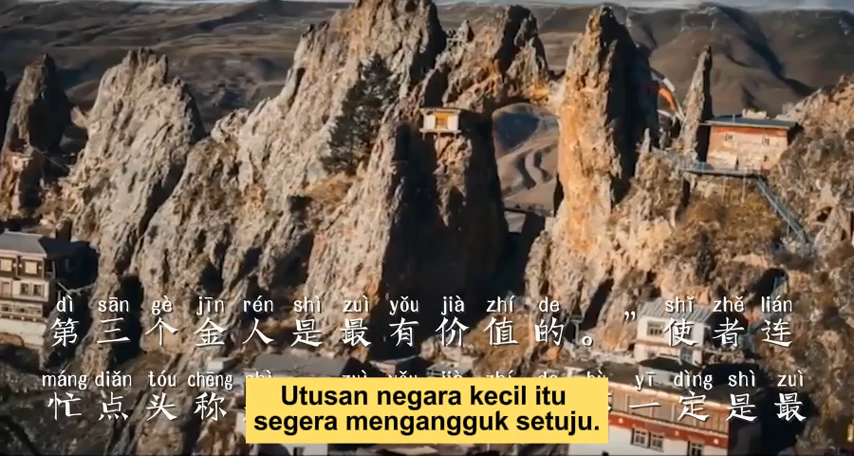 dì sān gè jīn rén shì zuì yǒu jià zhí de shǐ zhě lián
第三个金人是最有价值的。”使者连
máng diǎn tóu chēng yī dìng shì zuì
忙点头称 一定是最
Utusan negara kecil itu
segera mengangguk setuju.